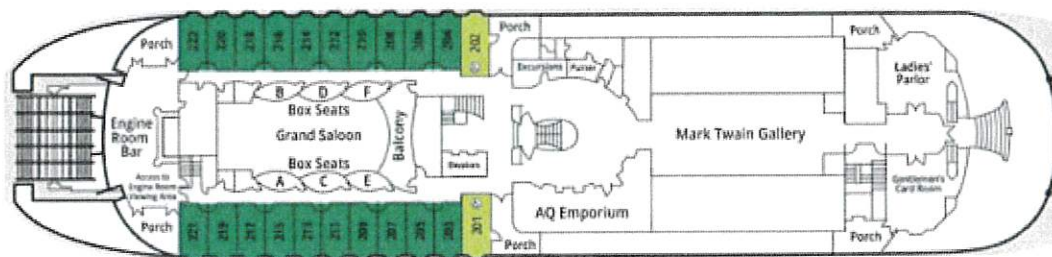 Porch
222
220
218
216
214
212
210
208
206
204
202
Porch
Excursions
Purser
Porch
Ladies'
Parlor
B
D
F
Box Seats
Grand Saloon
Box Seats
A
C
E
Balcony
Engine
Room
Bar
Access to
Engine Room
Viewing Area
Elevators
Mark Twain Gallery
Gentlemen's
Card Room
AQ Emporium
Porch
221
219
217
215
213
211
209
207
205
203
201
Porch
Porch